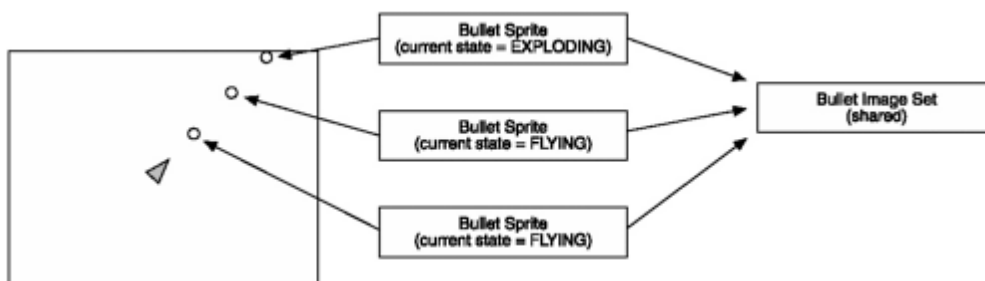 Bullet Sprite
(current state = EXPLODING)
Bullet Sprite
(current state = FLYING)
Bullet Sprite
(current state = FLYING)
Bullet Image Set
(shared)